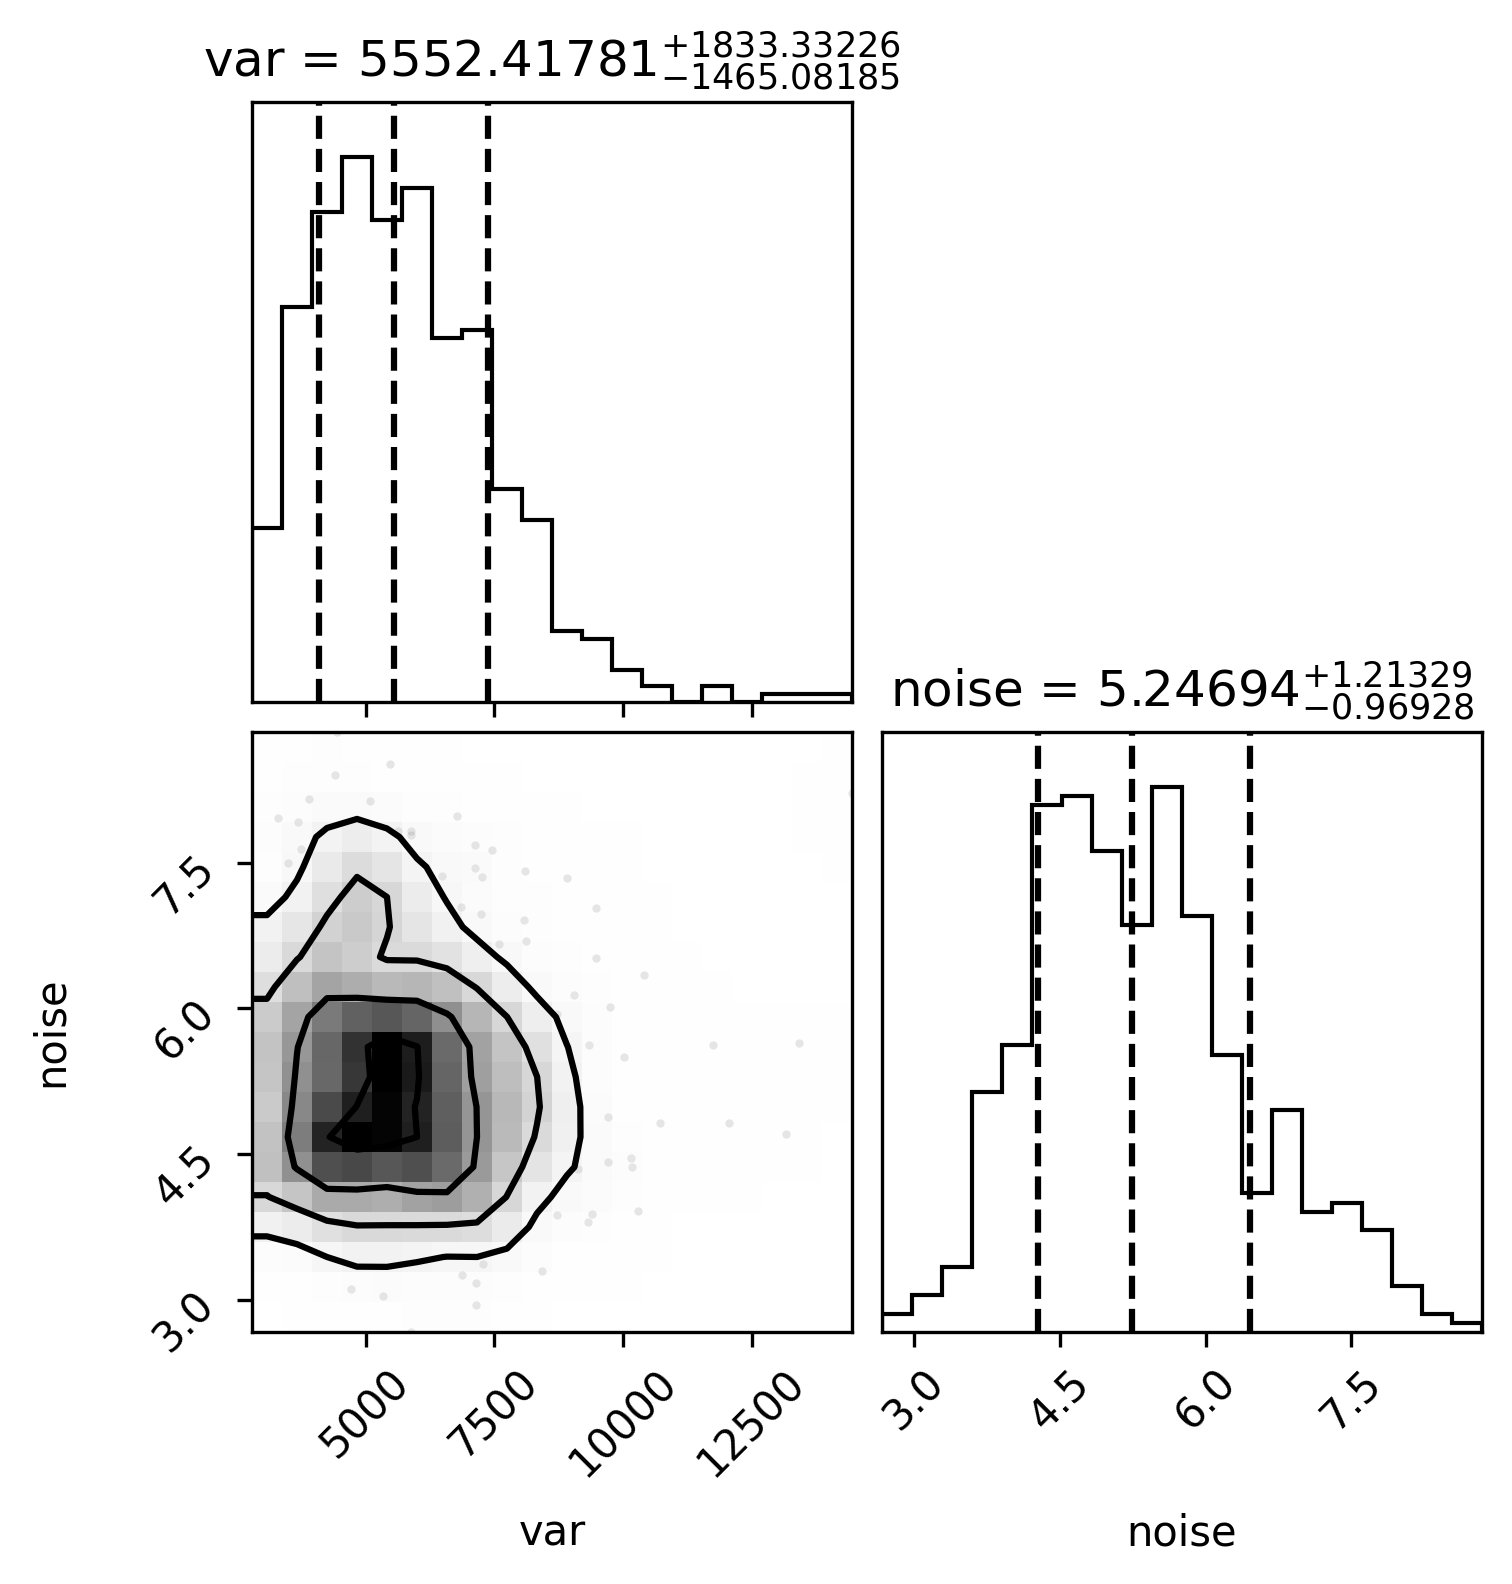 var = 5552.41781+1833.33226−1465.08185
noise = 5.24694+1.21329−0.96928
noise
7.5
6.0
4.5
3.0
5000 7500 10000 12500
3.0 4.5 6.0 7.5
var
noise